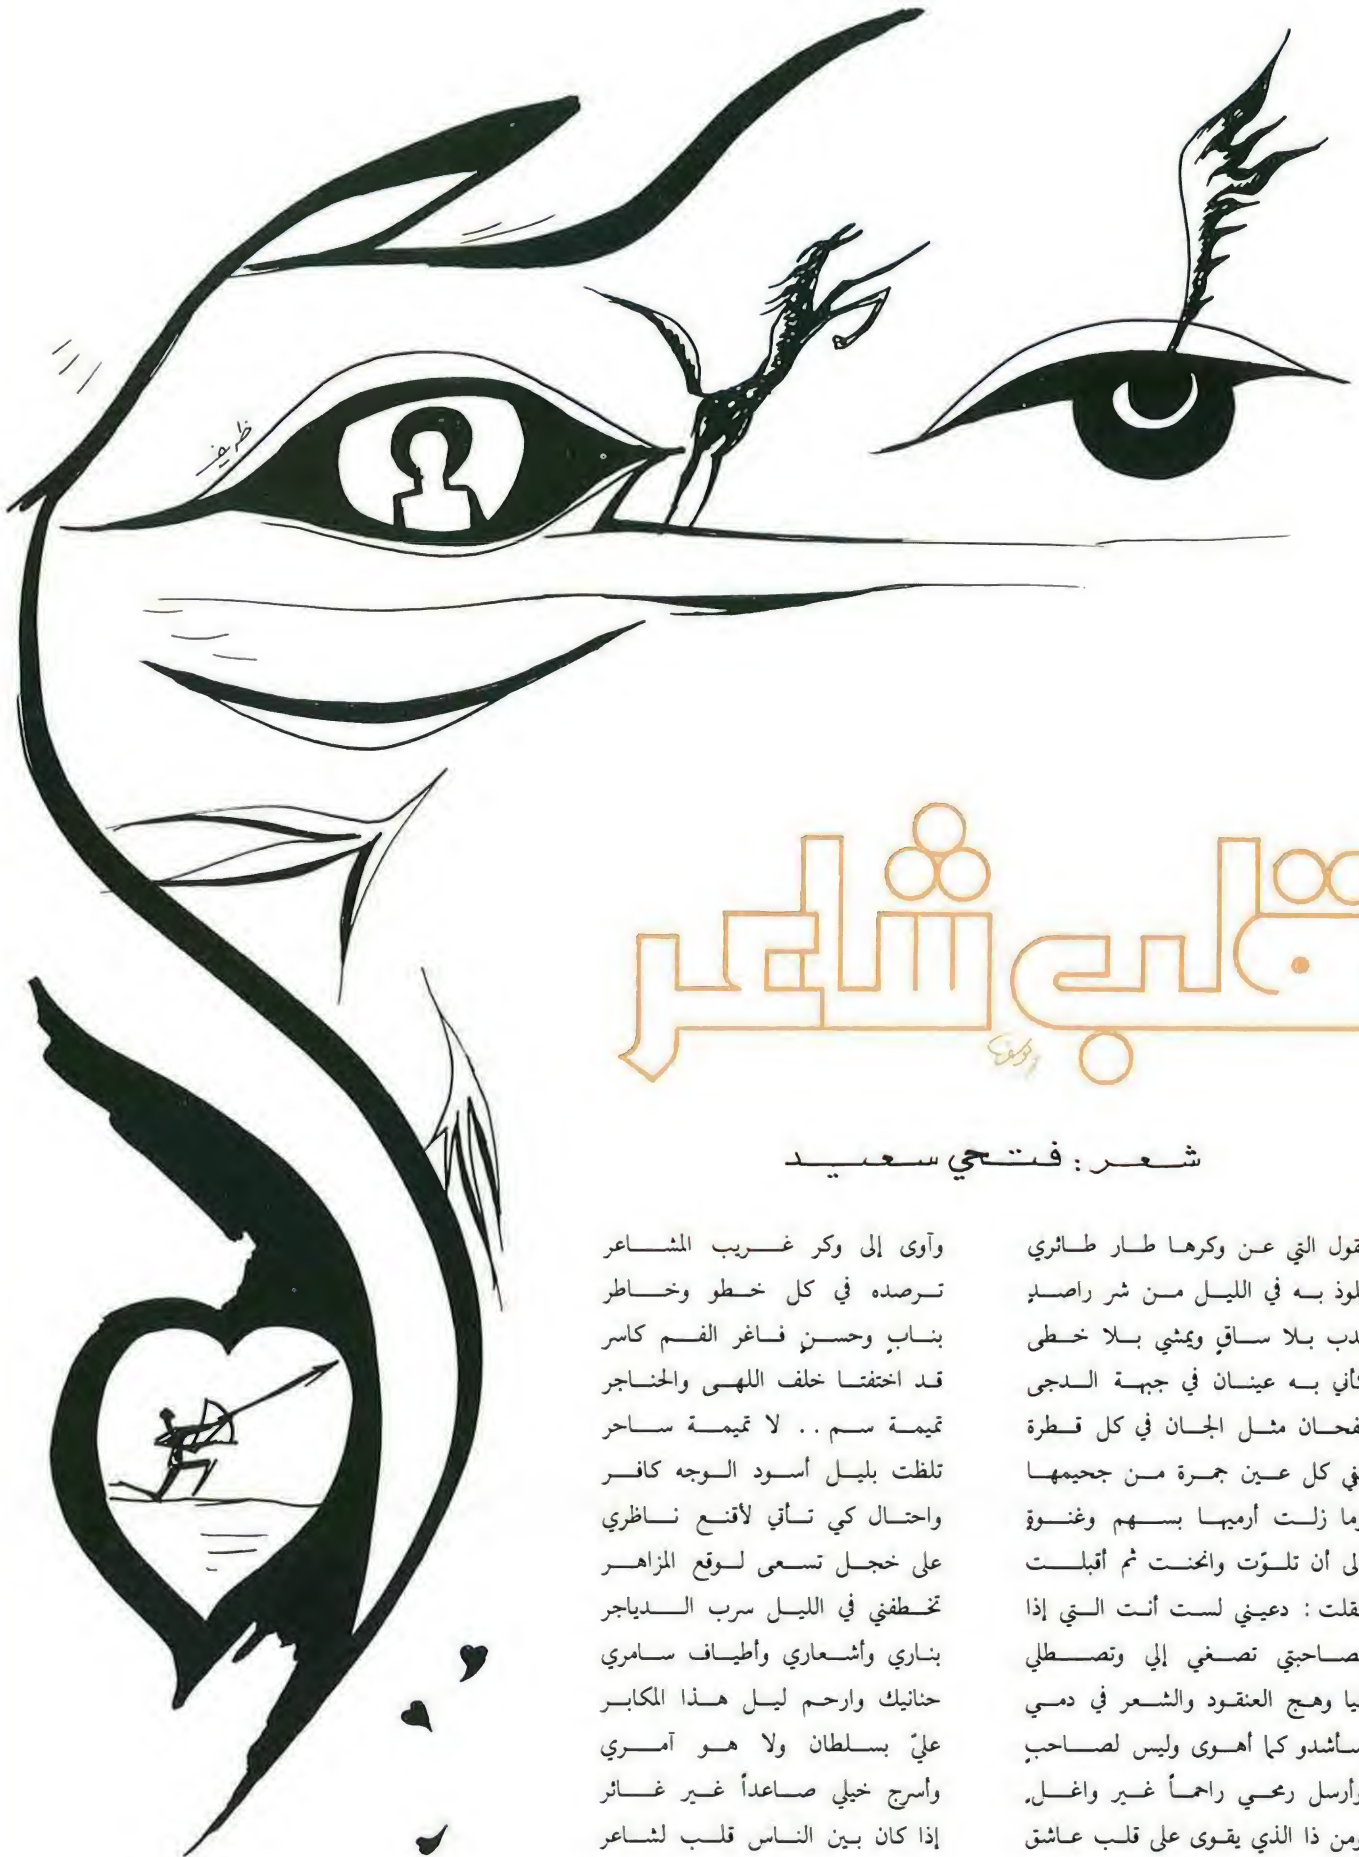 ظريف
قلب شاعر
شعر : فتحي سعيد
قول التي عن وكرها طار طائري وآوى إلى وكر غريب المشاعر
لوذ به في الليل من شر راصدٍ ترصده في كل خطو وخاطر
يدب بلا ساقٍ ويمشي بلا خطى بنابٍ وحسنٍ فاغر الفم كاسر
كأني به عينان في جبهة الدجى قد اختفتا خلف اللهى والحناجر
فحان مثل الجان في كل قطرة تميمة سم .. لا تميمة ساحر
في كل عين جمرة من جحيمها تلظت بليل أسود الوجه كافر
وما زلت أرميها بسهم وغنوةٍ واحتال كي تأتي لأقنع ناظري
لى أن تلوّت وانحنت ثم أقبلت على خجل تسعى لوقع المزاهر
فقلت : دعيني لست أنت التي إذا تخطفني في الليل سرب الدياجر
صاحبتي تصغي إلي وتصطلي بناري وأشعاري وأطياف سامري
فيا وهج العنقود والشعر في دمي حنانيك وارحم ليل هذا المكابر
سأشدو كما أهوى وليس لصاحبٍ عليّ بسلطان ولا هو آمري
وأرسل رمحي راحماً غير واغلٍ وأسرج خيلي صاعداً غير غائر
ومن ذا الذي يقوى على قلب عاشق إذا كان بين الناس قلب لشاعر